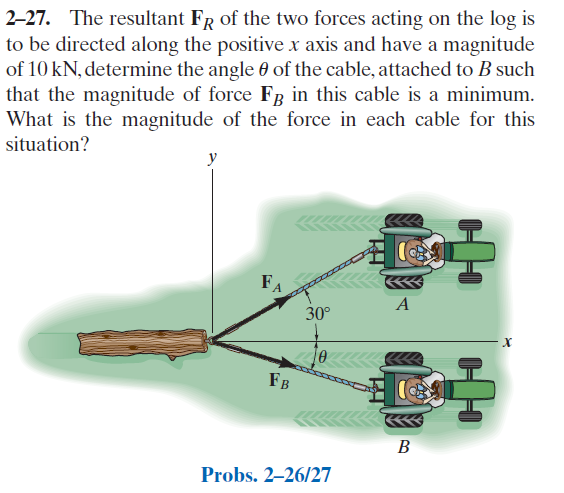 2–27. The resultant F_R of the two forces acting on the log is
to be directed along the positive x axis and have a magnitude
of 10 kN, determine the angle θ of the cable, attached to B such
that the magnitude of force F_B in this cable is a minimum.
What is the magnitude of the force in each cable for this
situation?
y
F_A
30°
A
x
θ
F_B
B
Probs. 2–26/27